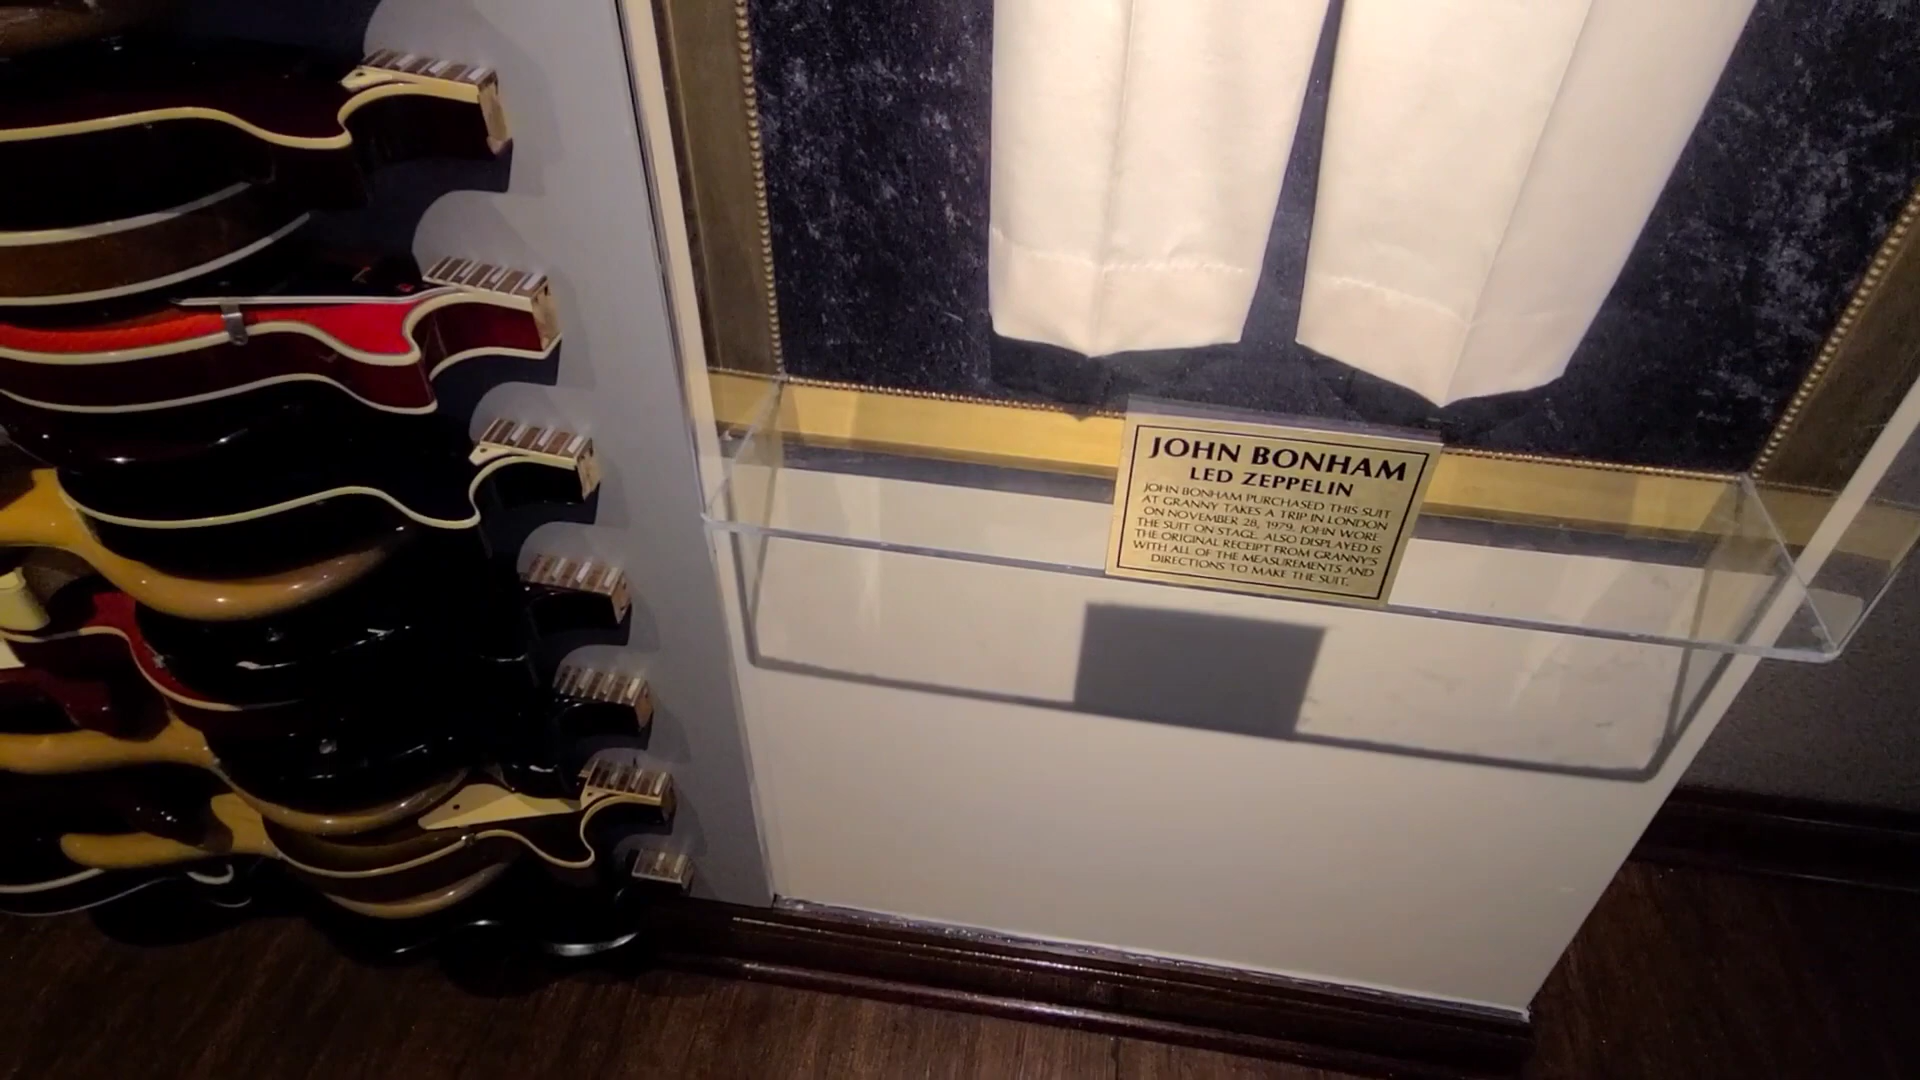 JOHN BONHAM
LED ZEPPELIN
JOHN BONHAM PURCHASED THIS SUIT
AT GRANNY TAKES A TRIP IN LONDON
ON NOVEMBER 28, 1979. JOHN WORE
THE SUIT ON STAGE. ALSO DISPLAYED IS
THE ORIGINAL RECEIPT FROM GRANNY'S
WITH ALL OF THE MEASUREMENTS AND
DIRECTIONS TO MAKE THE SUIT.